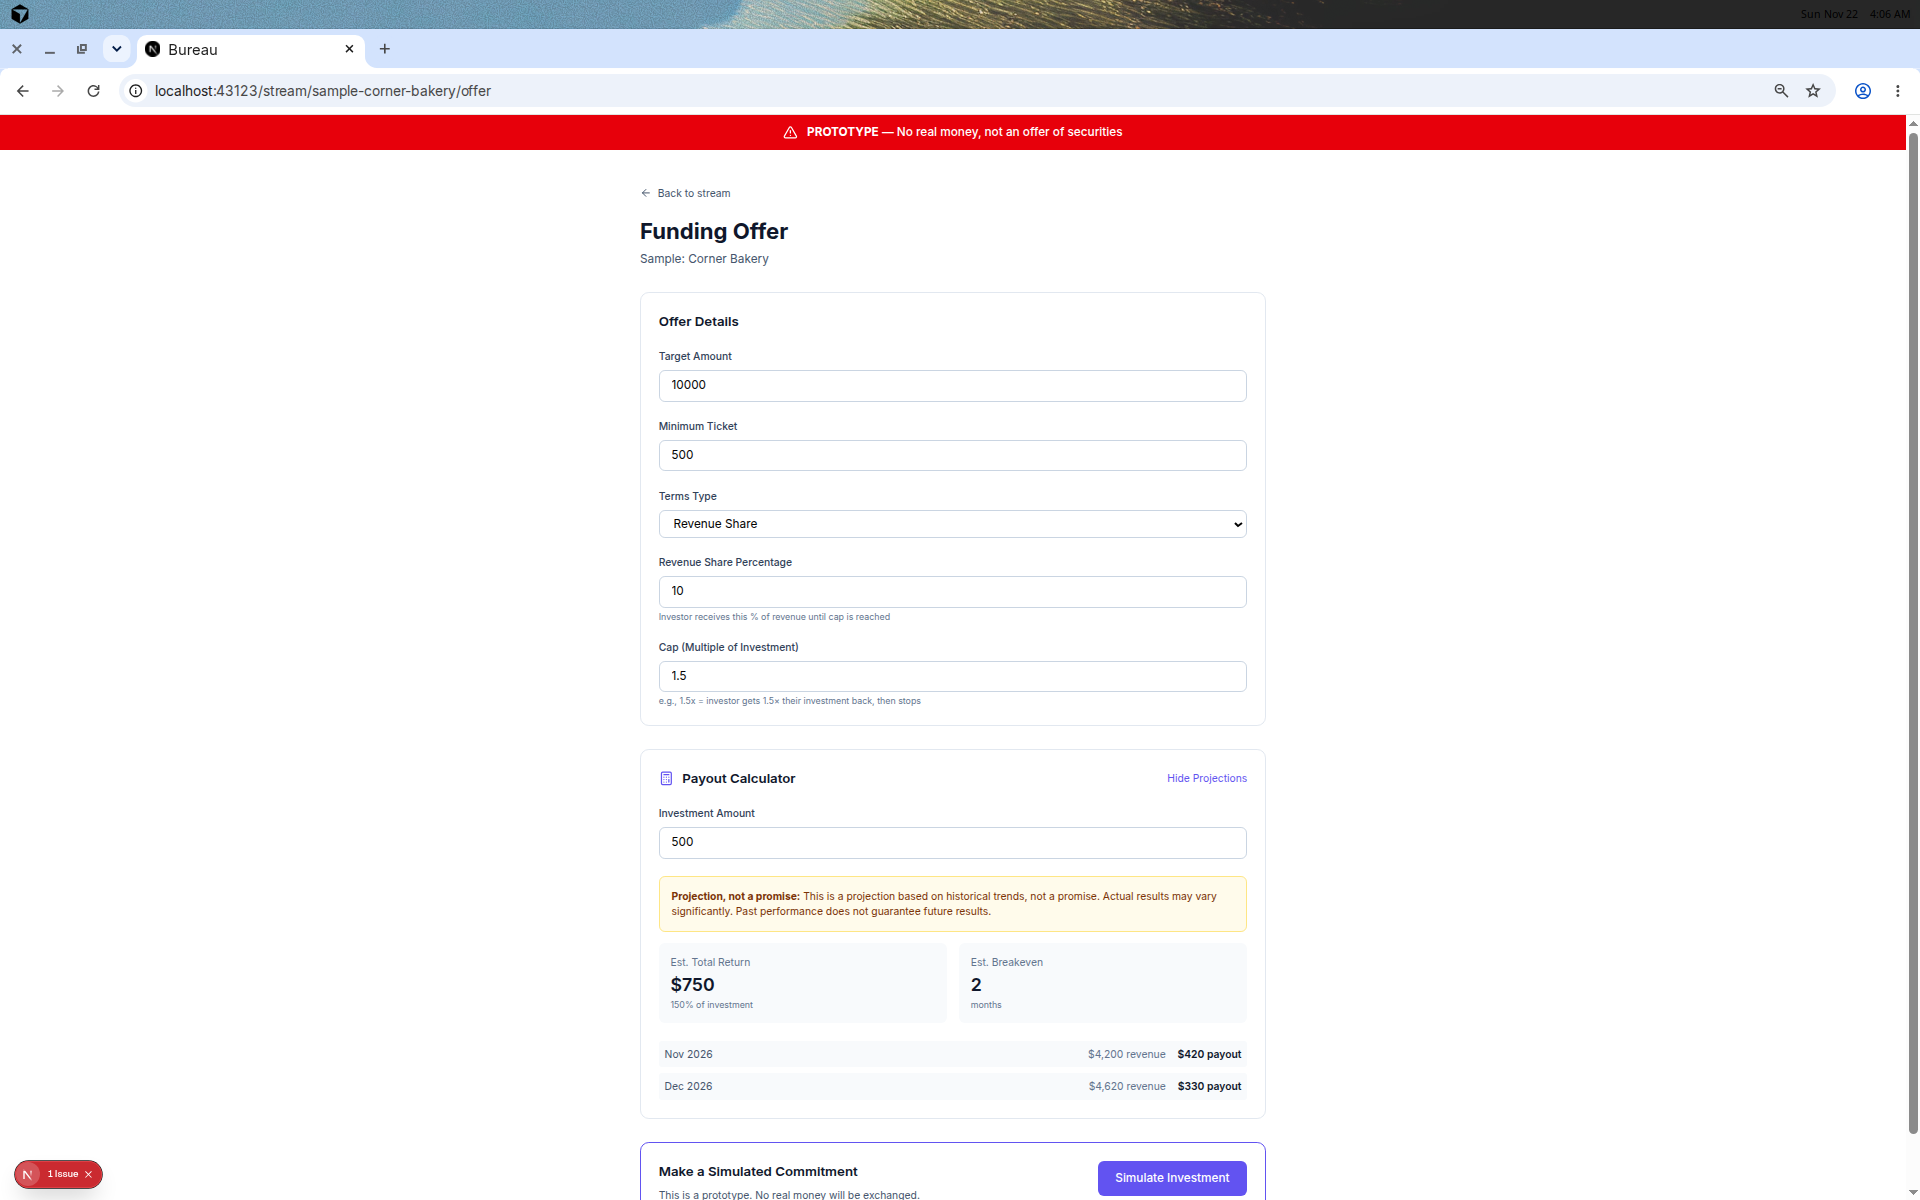 Sun Nov 22 4:06 AM
Bureau
localhost:43123/stream/sample-corner-bakery/offer
PROTOTYPE — No real money, not an offer of securities
Back to stream
Funding Offer
Sample: Corner Bakery
Offer Details
Target Amount
10000
Minimum Ticket
500
Terms Type
Revenue Share
Revenue Share Percentage
10
Investor receives this % of revenue until cap is reached
Cap (Multiple of Investment)
1.5
e.g., 1.5x = investor gets 1.5× their investment back, then stops
Payout Calculator Hide Projections
Investment Amount
500
Projection, not a promise: This is a projection based on historical trends, not a promise. Actual results may vary
significantly. Past performance does not guarantee future results.
Est. Total Return
$750
150% of investment
Est. Breakeven
2
months
Nov 2026 $4,200 revenue $420 payout
Dec 2026 $4,620 revenue $330 payout
Make a Simulated Commitment
This is a prototype. No real money will be exchanged.
Simulate Investment
N 1 Issue